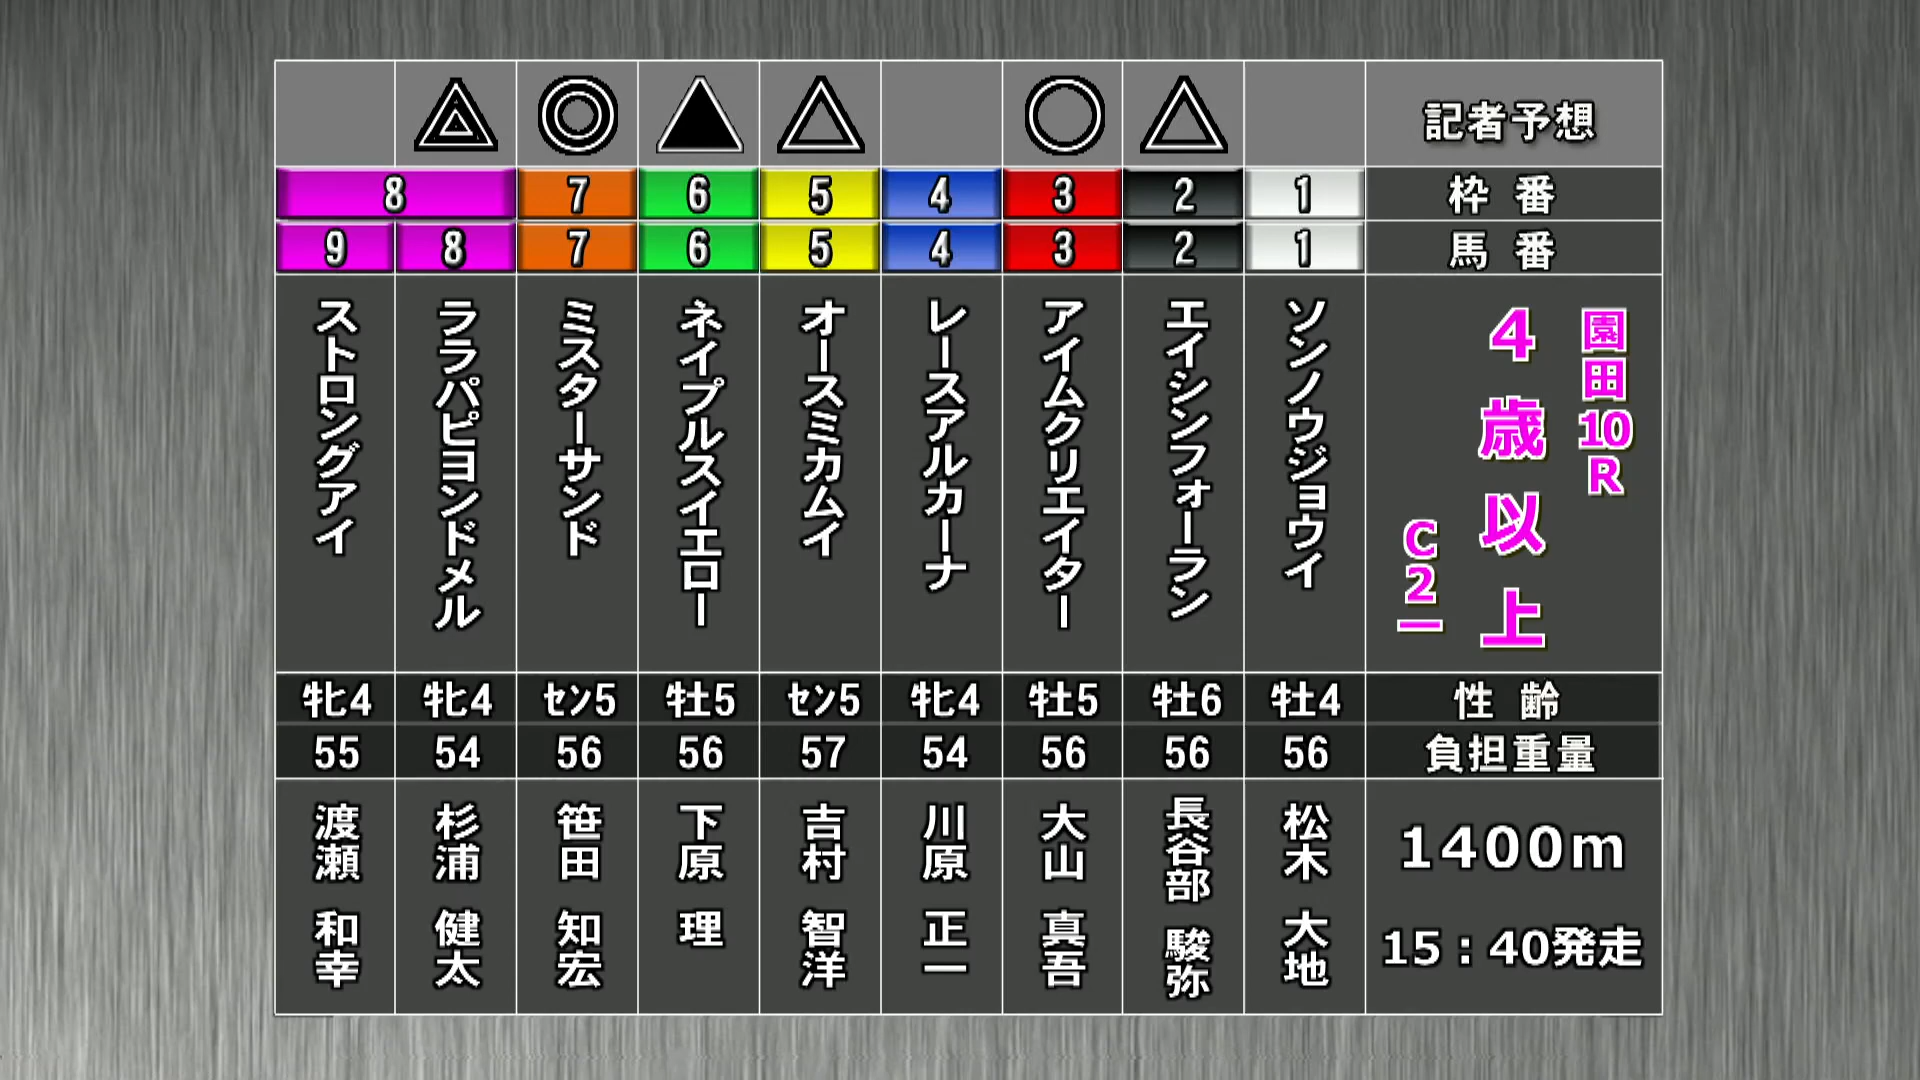 記者予想
枠番 1 2 3 4 5 6 7 8
馬番 1 2 3 4 5 6 7 8 9
園田10R
4歳以上
C2一
ソンノウジョウイ
エイシンフォーラン
アイムクリエイター
レースアルカーナ
オースミカムイ
ネイプルスイエロー
ミスターサンド
ララパピヨンドメル
ストロングアイ
性齢 牡4 牡6 牡5 牝4 セン5 牡5 セン5 牝4 牝4
負担重量 56 56 56 54 57 56 56 54 55
1400m
15:40発走
松木大地
長谷部駿弥
大山真吾
川原正一
吉村智洋
下原理
笹田知宏
杉浦健太
渡瀬和幸